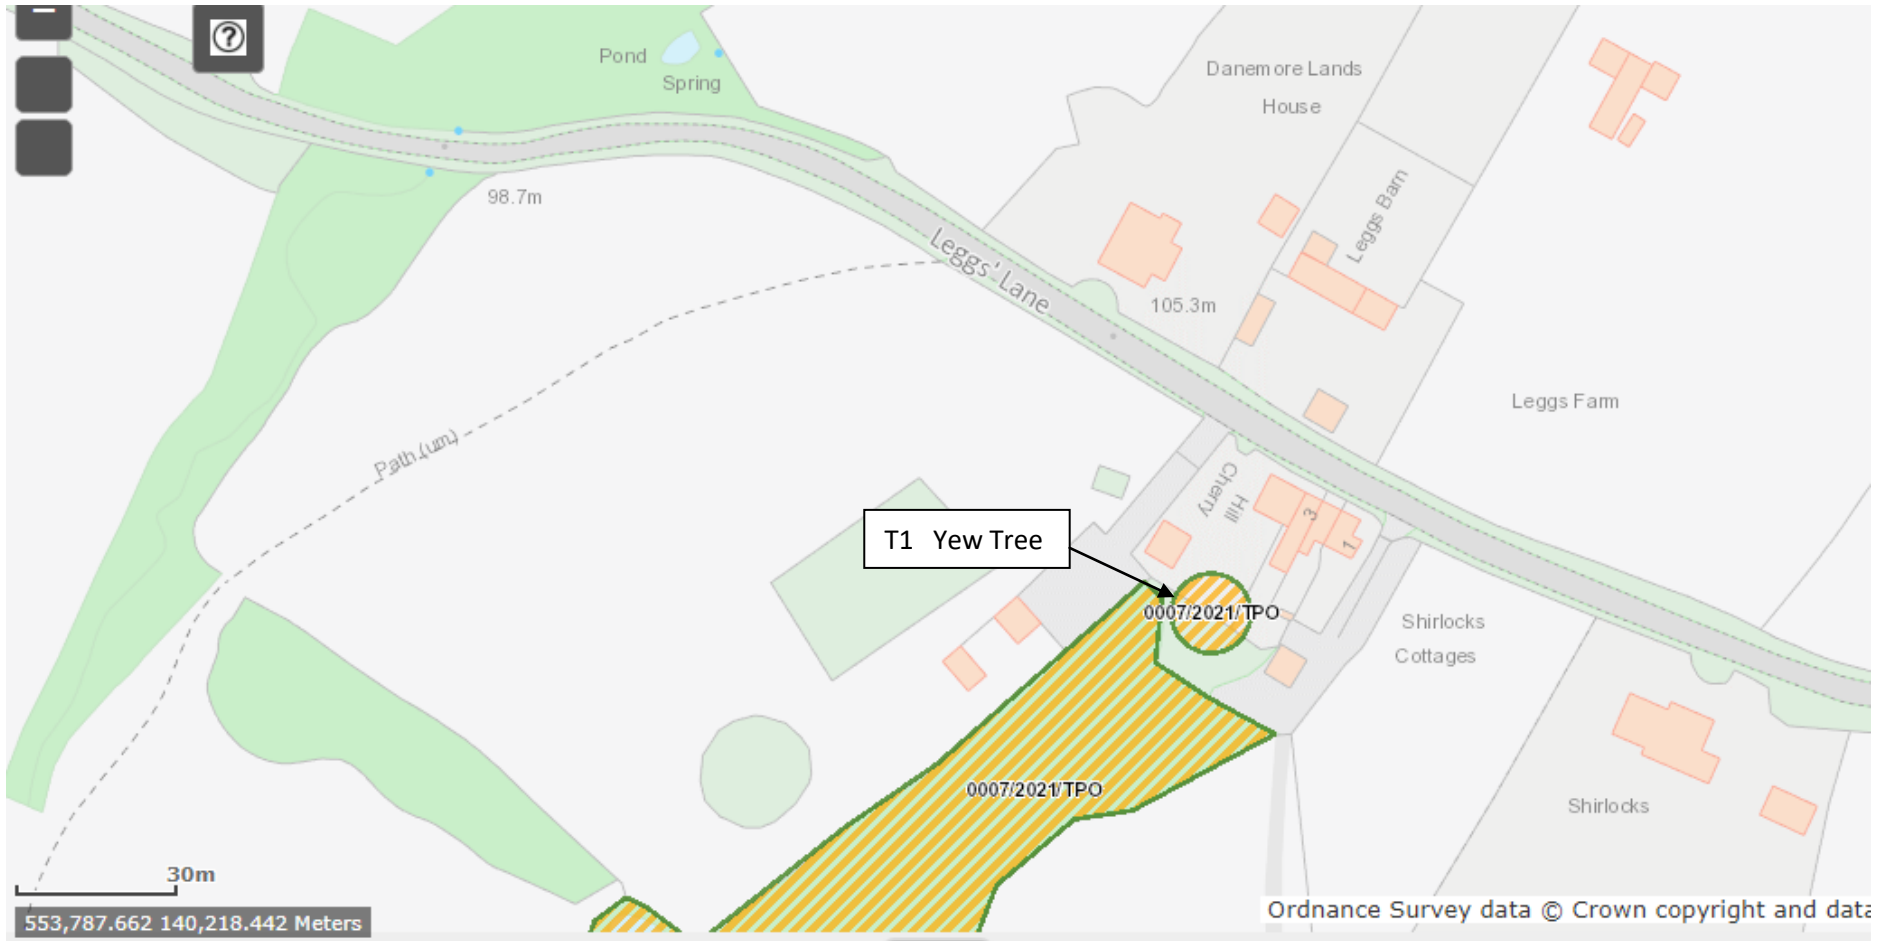 ?
Pond
Spring
Danemore Lands
House
98.7m
Leggs Barn
Leggs' Lane
105.3m
Leggs Farm
Path (um)
Cherry
Hill
3
1
T1 Yew Tree
0007/2021/TPO
Shirlocks
Cottages
0007/2021/TPO
Shirlocks
30m
553,787.662 140,218.442 Meters
Ordnance Survey data © Crown copyright and data